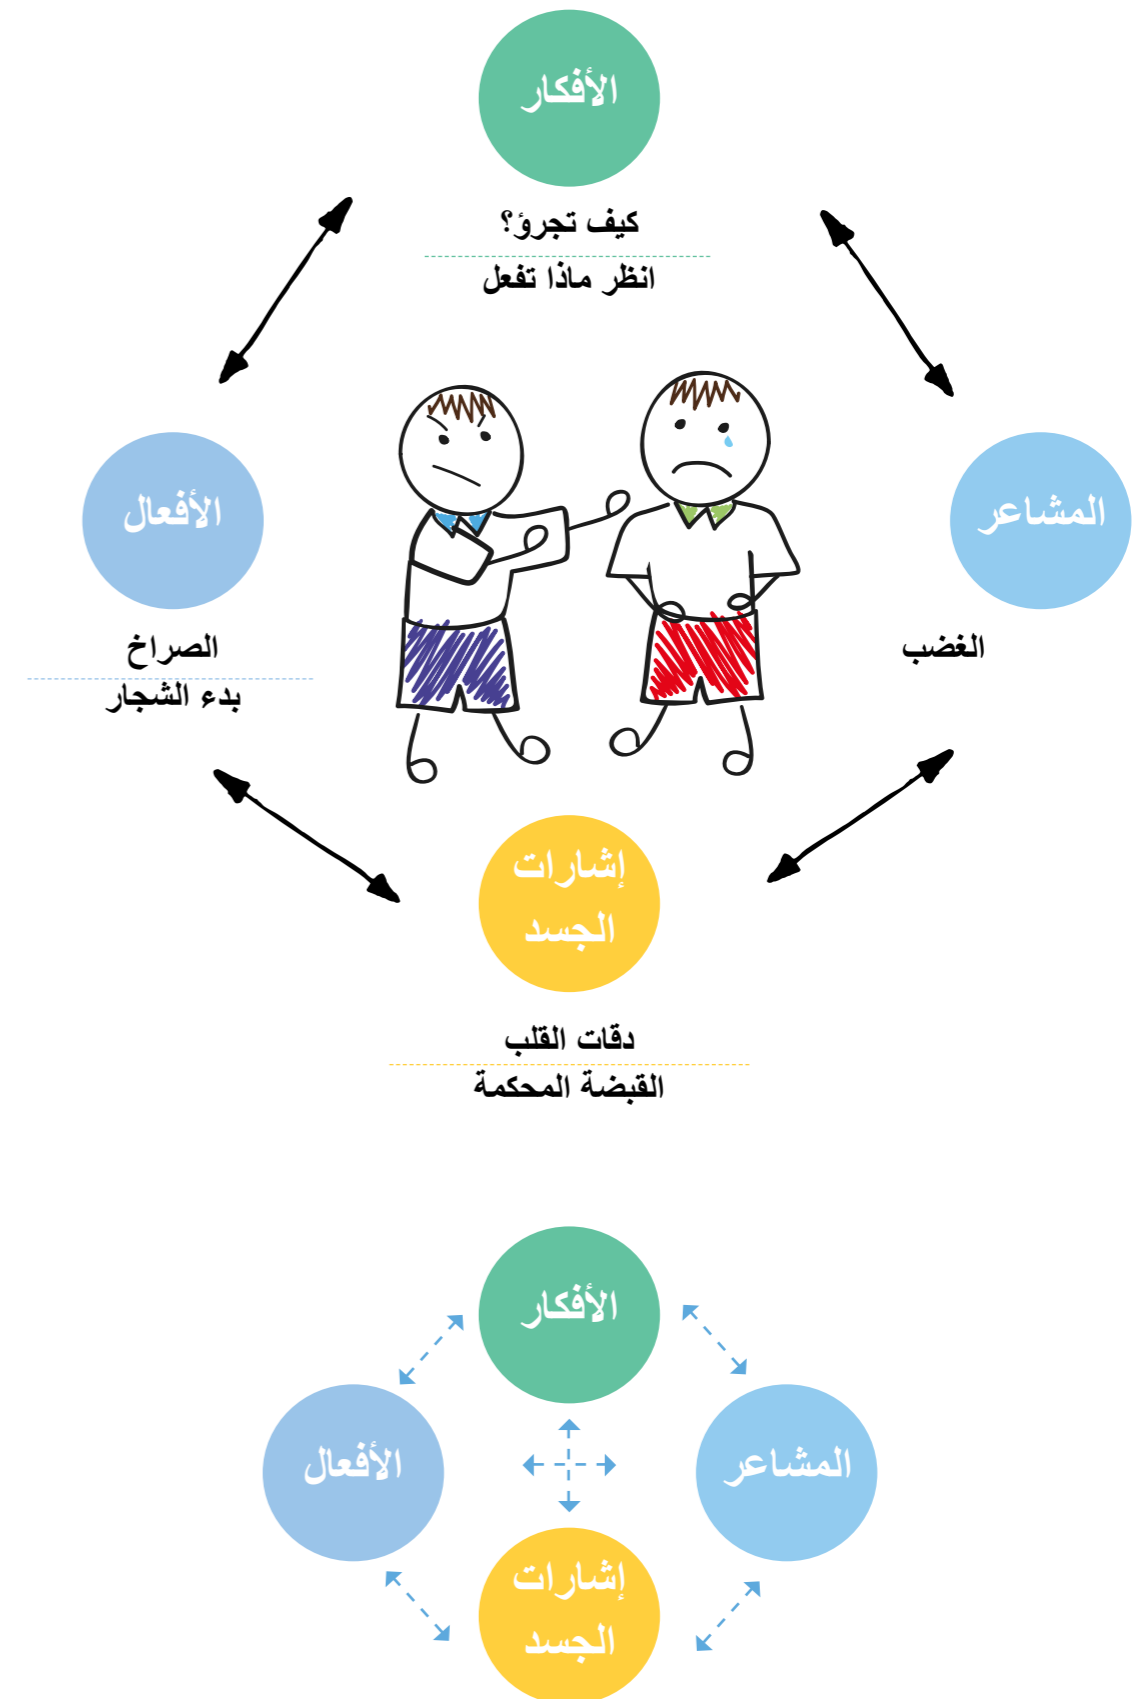 الأفكار
كيف تجرؤ؟
انظر ماذا تفعل
المشاعر
الغضب
الأفعال
الصراخ
بدء الشجار
إشارات
الجسد
دقات القلب
القبضة المحكمة
الأفكار
المشاعر
الأفعال
إشارات
الجسد